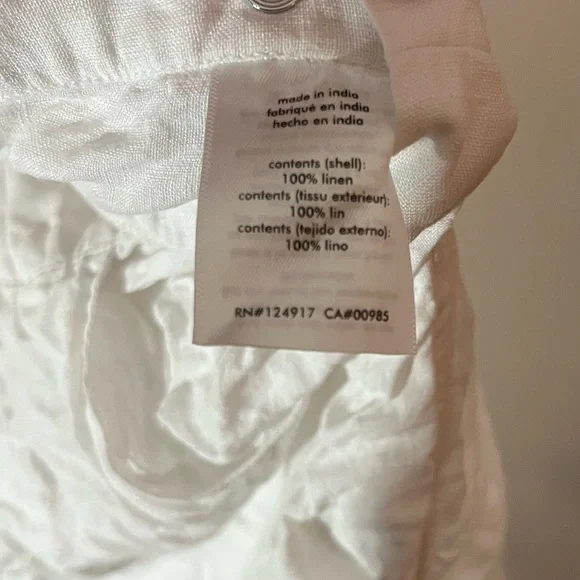 made in india
fabriqué en india
hecho en india
contents (shell):
100% linen
contents (tissu extérieur):
100% lin
contents (tejido externo):
100% lino
RN#124917 CA#00985